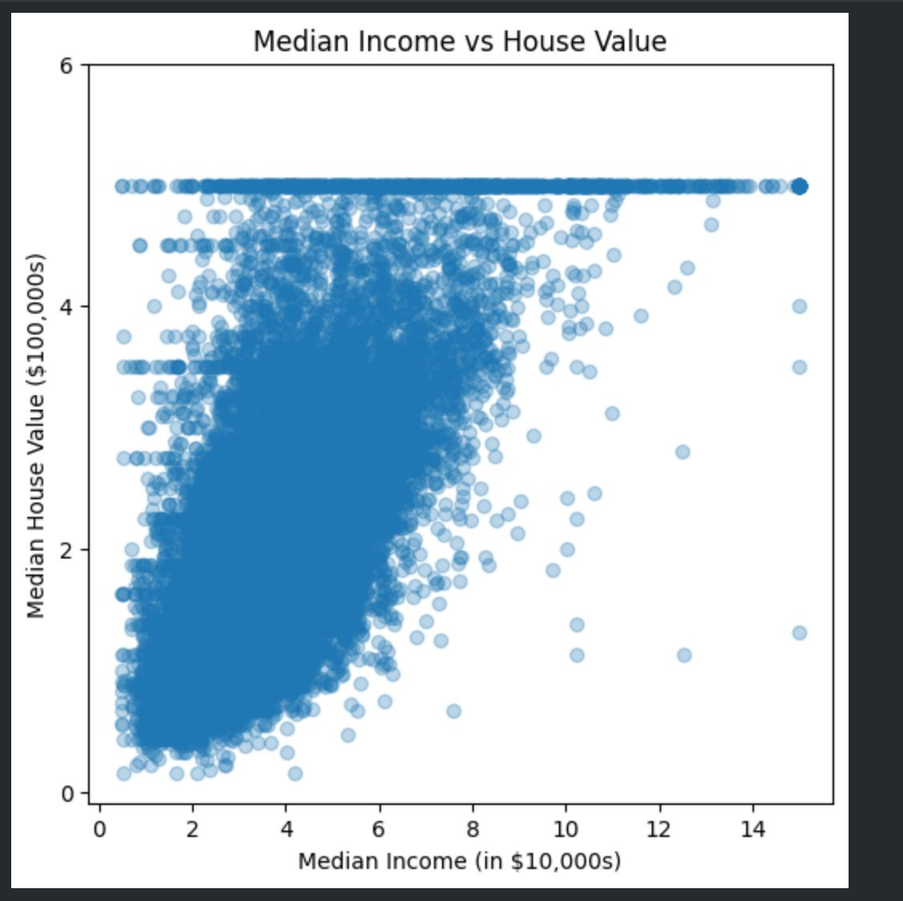 Median Income vs House Value
6
4
2
0
Median House Value ($100,000s)
0 2 4 6 8 10 12 14
Median Income (in $10,000s)